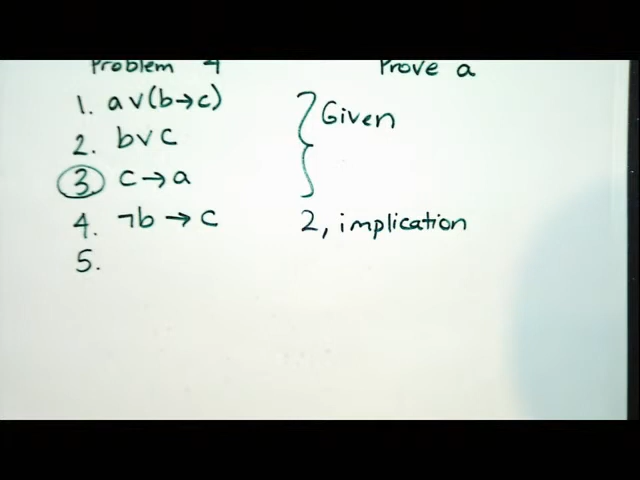 Problem 4 Prove a
1. a∨(b→c) Given
2. b∨c
3. c→a
4. ¬b→c 2, implication
5.